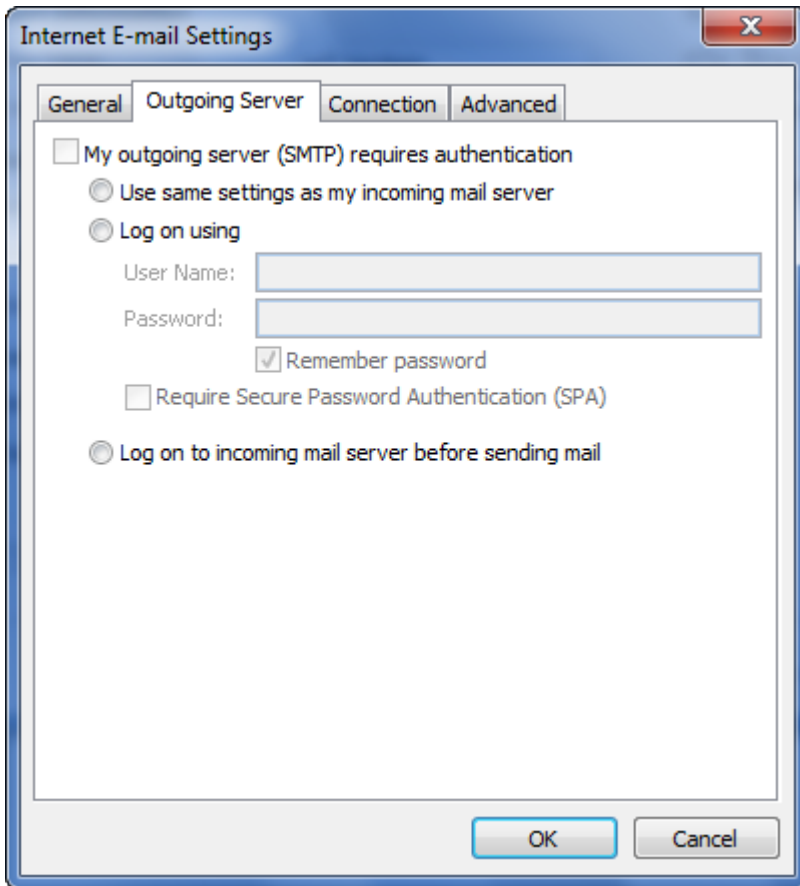 Internet E-mail Settings
General Outgoing Server Connection Advanced
My outgoing server (SMTP) requires authentication
Use same settings as my incoming mail server
Log on using
User Name:
Password:
Remember password
Require Secure Password Authentication (SPA)
Log on to incoming mail server before sending mail
OK Cancel